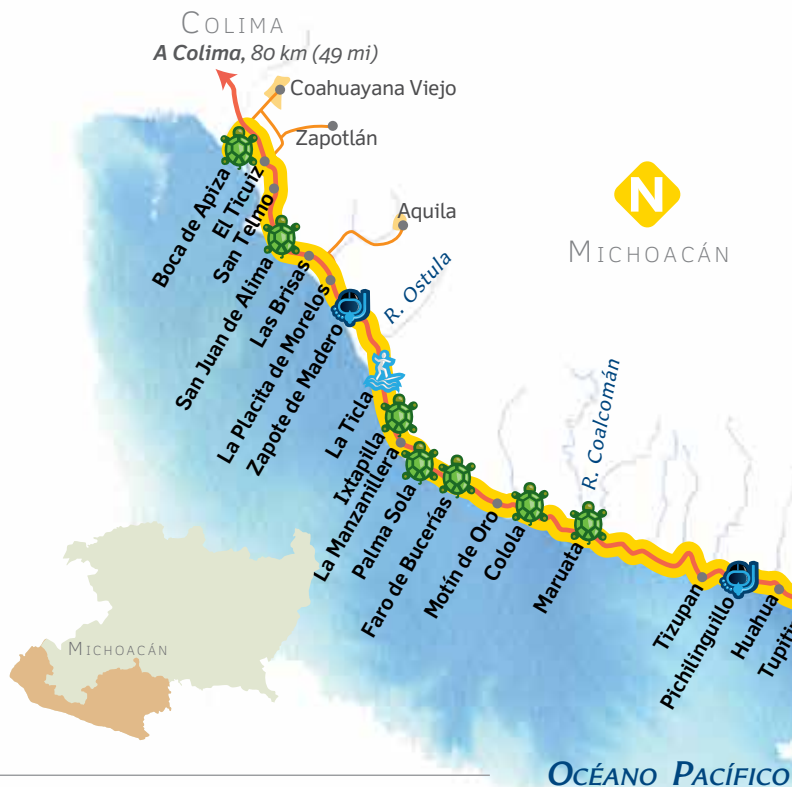 COLIMA
A Colima, 80 km (49 mi)
Coahuayana Viejo
Zapotlán
Boca de Apiza
El Ticuiz
San Telmo
Aquila
N
MICHOACÁN
San Juan de Alima
Las Brisas
La Placita de Morelos
Zapote de Madero
R. Ostula
La Ticla
Ixtapilla
La Manzanillera
Palma Sola
Faro de Bucerías
Motín de Oro
Colola
R. Coalcomán
Maruata
Tizupan
Pichilinguillo
Huahua
MICHOACÁN
OCÉANO PACÍFICO